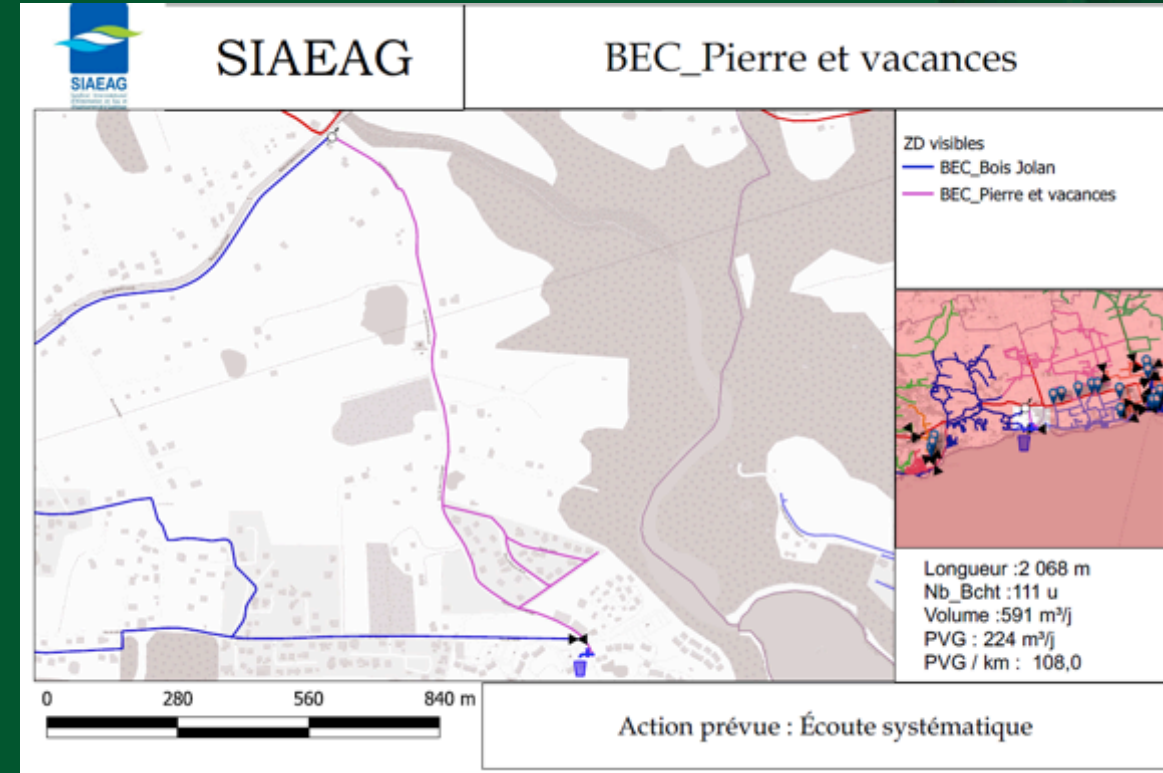 SIAEAG
SIAEAG
BEC_Pierre et vacances
ZD visibles
BEC_Bois Jolan
BEC_Pierre et vacances
Longueur :2 068 m
Nb_Bcht :111 u
Volume :591 m³/j
PVG : 224 m³/j
PVG / km : 108,0
0 280 560 840 m
Action prévue : Écoute systématique